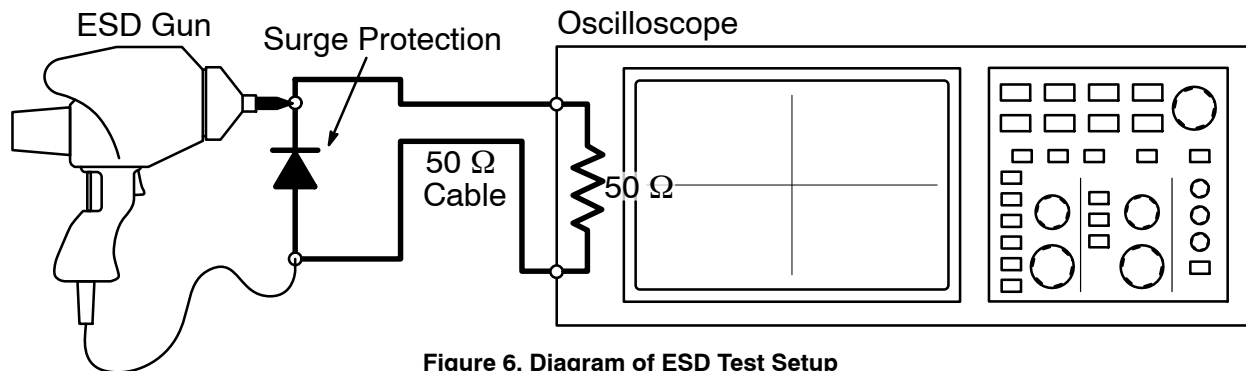 ESD Gun
Surge Protection
Oscilloscope
50 Ω
Cable
50 Ω
Figure 6. Diagram of ESD Test Setup